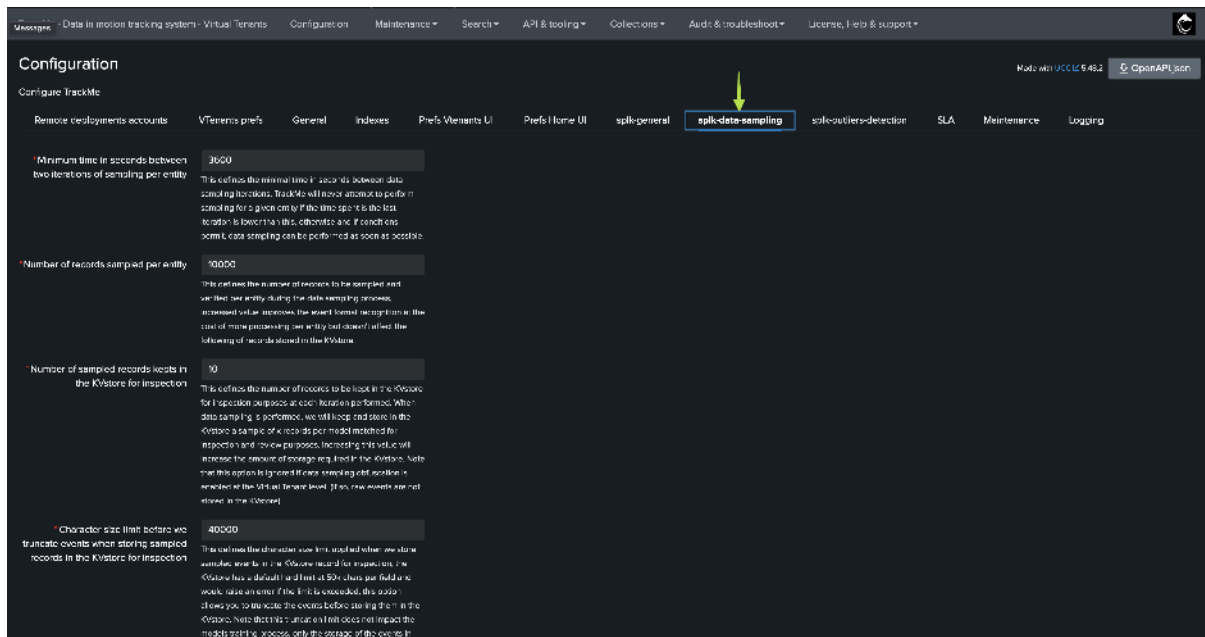 - Data in motion tracking system - Virtual Tenants Configuration Maintenance Search API & tooling Collections Audit & troubleshoot License, Help & support
Messages
Configuration
Made with UCC 5.48.2 OpenAPI.json
Configure TrackMe
Remote deployments accounts VTenants prefs General Indexes Prefs Vtenants UI Prefs Home UI splk-general splk-data-sampling splk-outliers-detection SLA Maintenance Logging
*Minimum time in seconds between
two iterations of sampling per entity
3600
This defines the minimal time in seconds between data
sampling iterations. TrackMe will never attempt to perform
sampling for a given entity if the time spent is the last
iteration is lower than this, otherwise and if conditions
permit, data sampling can be performed as soon as possible.
*Number of records sampled per entity
10000
This defines the number of records to be sampled and
verified per entity during the data sampling process,
increased value improves the event format recognition at the
cost of more processing per entity but doesn't affect the
following of records stored in the KVstore.
*Number of sampled records kepts in
the KVstore for inspection
10
This defines the number of records to be kept in the KVstore
for inspection purposes at each iteration performed. When
data sampling is performed, we will keep and store in the
KVstore a sample of x records per model matched for
inspection and review purposes. Increasing this value will
increase the amount of storage required in the KVstore. Note
that this option is ignored if data sampling obfuscation is
enabled at the Virtual Tenant level. (If so, raw events are not
stored in the KVstore)
*Character size limit before we
truncate events when storing sampled
records in the KVstore for inspection
40000
This defines the character size limit applied when we store
sampled events in the KVstore record for inspection, the
KVstore has a default hard limit at 50k chars per field and
would raise an error if the limit is exceeded, this option
allows you to truncate the events before storing them in the
KVstore. Note that this truncation limit does not impact the
models training process, only the storage of the events in